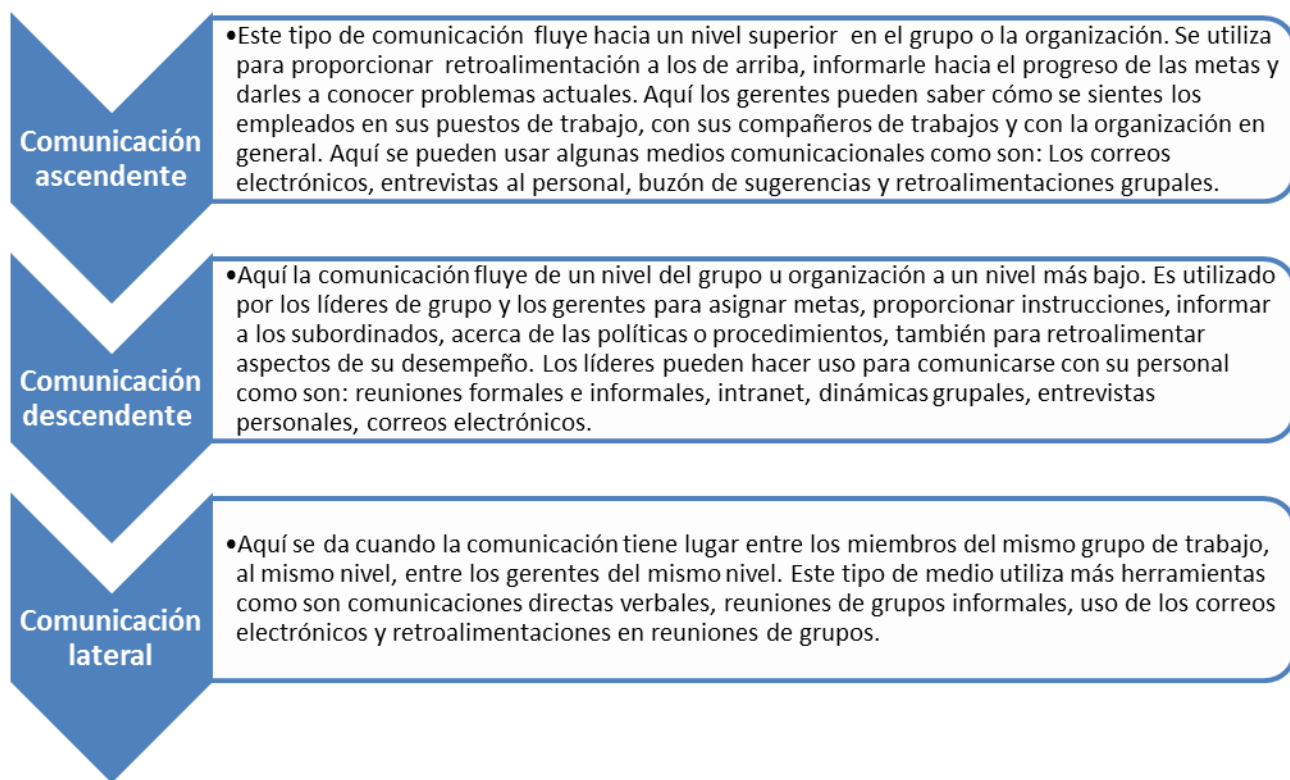 Comunicación
ascendente
•Este tipo de comunicación fluye hacia un nivel superior en el grupo o la organización. Se utiliza
para proporcionar retroalimentación a los de arriba, informarle hacia el progreso de las metas y
darles a conocer problemas actuales. Aquí los gerentes pueden saber cómo se sientes los
empleados en sus puestos de trabajo, con sus compañeros de trabajos y con la organización en
general. Aquí se pueden usar algunas medios comunicacionales como son: Los correos
electrónicos, entrevistas al personal, buzón de sugerencias y retroalimentaciones grupales.
Comunicación
descendente
•Aquí la comunicación fluye de un nivel del grupo u organización a un nivel más bajo. Es utilizado
por los líderes de grupo y los gerentes para asignar metas, proporcionar instrucciones, informar
a los subordinados, acerca de las políticas o procedimientos, también para retroalimentar
aspectos de su desempeño. Los líderes pueden hacer uso para comunicarse con su personal
como son: reuniones formales e informales, intranet, dinámicas grupales, entrevistas
personales, correos electrónicos.
Comunicación
lateral
•Aquí se da cuando la comunicación tiene lugar entre los miembros del mismo grupo de trabajo,
al mismo nivel, entre los gerentes del mismo nivel. Este tipo de medio utiliza más herramientas
como son comunicaciones directas verbales, reuniones de grupos informales, uso de los correos
electrónicos y retroalimentaciones en reuniones de grupos.